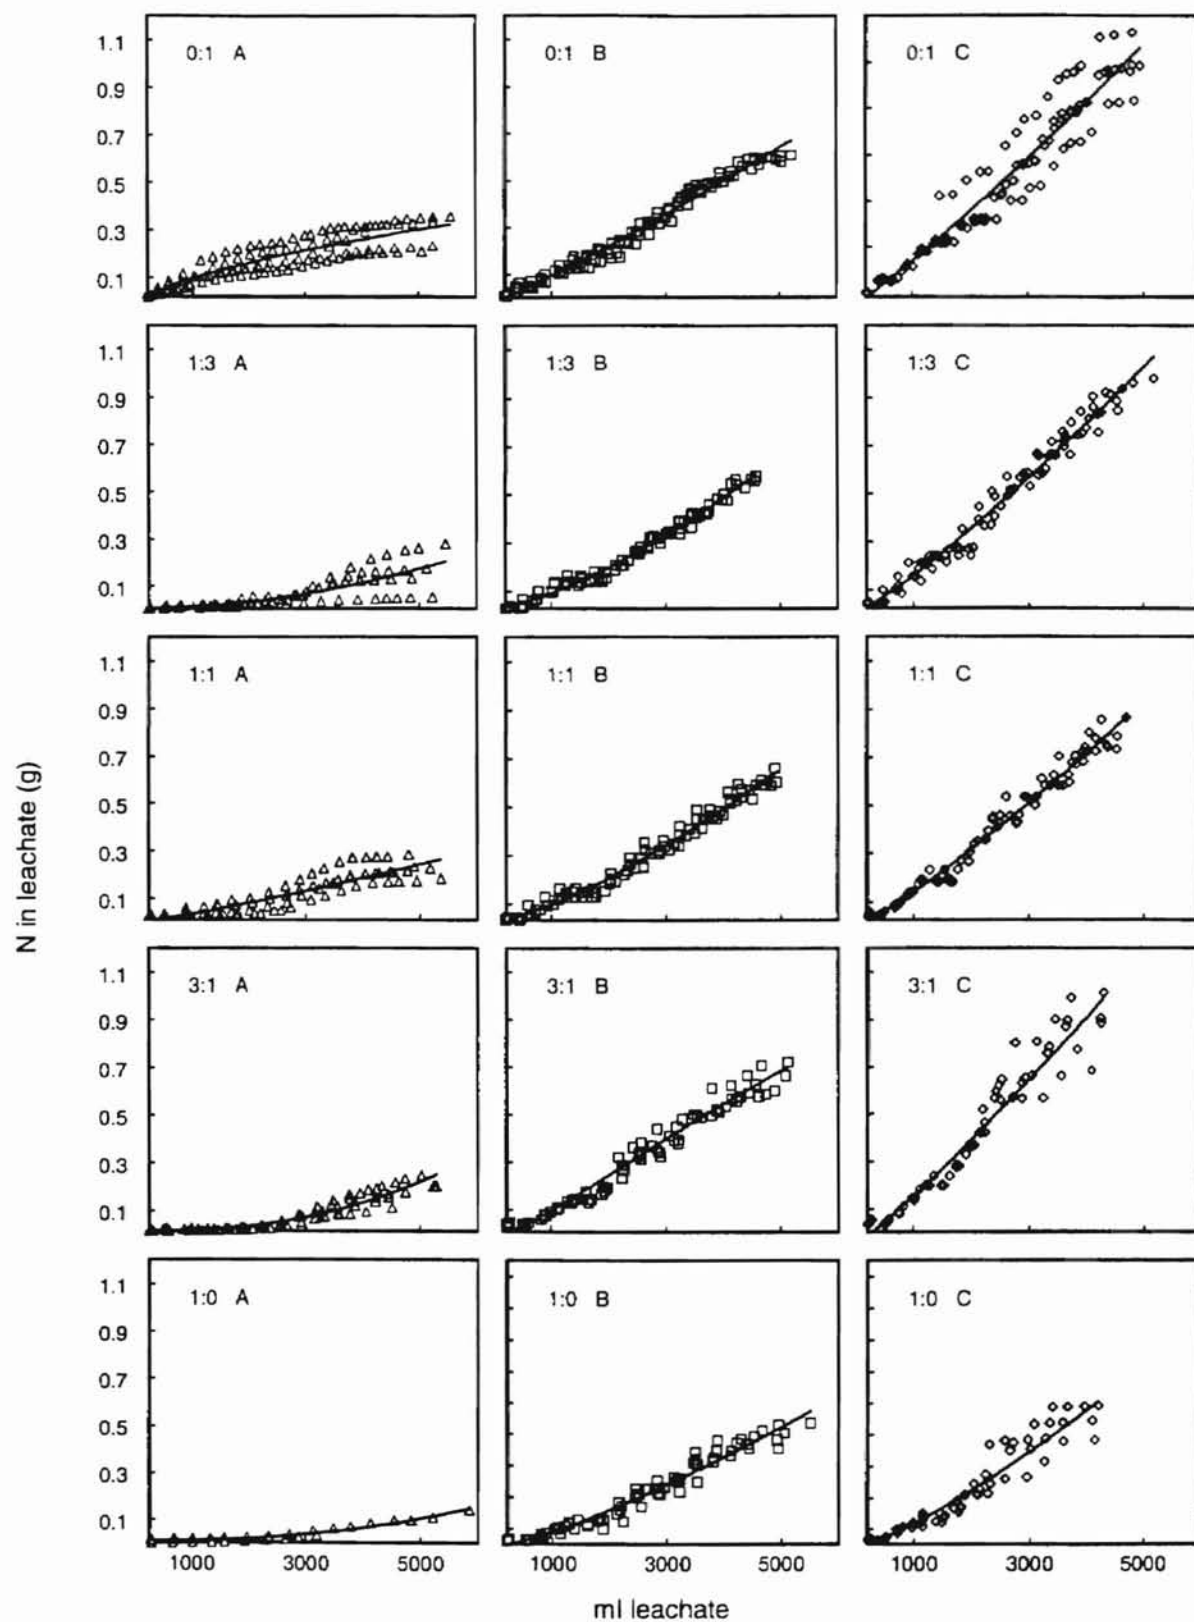 0:1 A
0:1 B
0:1 C
1.1
0.9
0.7
0.5
0.3
0.1
1:3 A
1:3 B
1:3 C
1.1
0.9
0.7
0.5
0.3
0.1
1:1 A
1:1 B
1:1 C
1.1
0.9
0.7
0.5
0.3
0.1
N in leachate (g)
3:1 A
3:1 B
3:1 C
1.1
0.9
0.7
0.5
0.3
0.1
1:0 A
1:0 B
1:0 C
1.1
0.9
0.7
0.5
0.3
0.1
1000 3000 5000 1000 3000 5000 1000 3000 5000
ml leachate